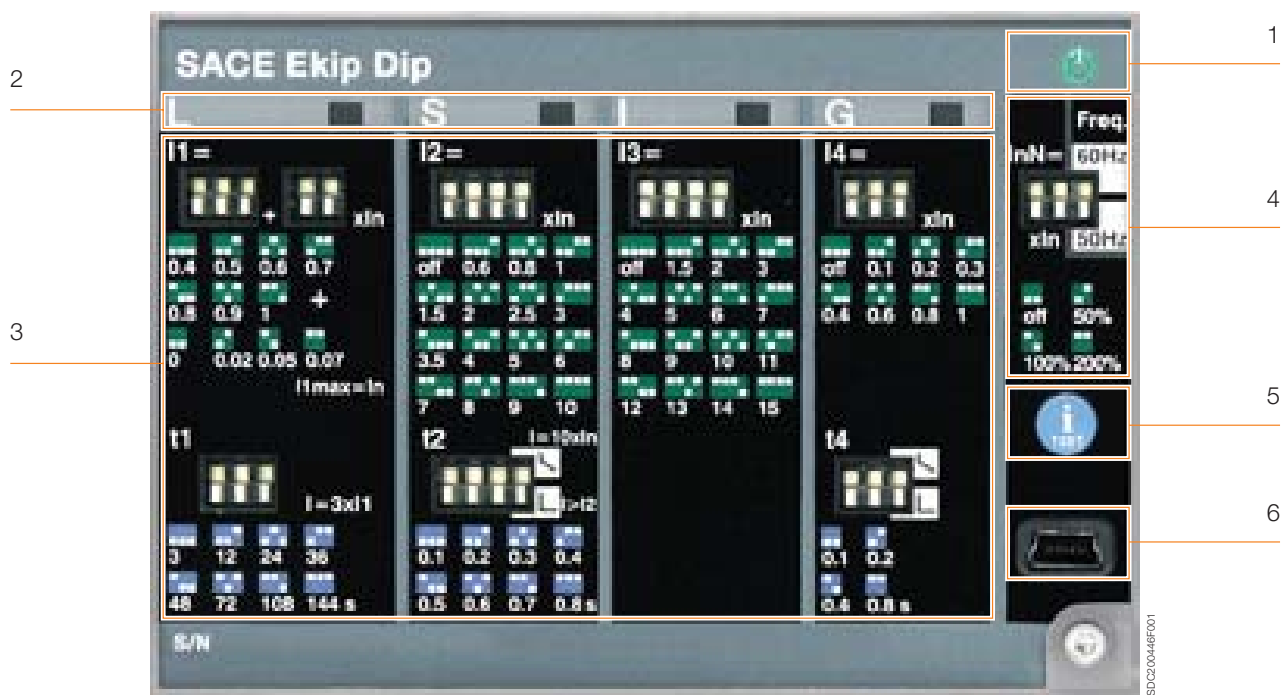 1
2
SACE Ekip Dip
L S I G
3
I1=
+ xIn
0.4 0.5 0.6 0.7
0.8 0.9 1 +
0 0.02 0.05 0.07
I1max=In
t1
I=3xI1
3 12 24 36
48 72 108 144 s
I2=
xIn
off 0.6 0.8 1
1.5 2 2.5 3
3.5 4 5 6
7 8 9 10
t2 I=10xIn
I>I2
0.1 0.2 0.3 0.4
0.5 0.6 0.7 0.8s
I3=
xIn
off 1.5 2 3
4 5 6 7
8 9 10 11
12 13 14 15
I4=
xIn
off 0.1 0.2 0.3
0.4 0.6 0.8 1
t4
0.1 0.2
0.4 0.8 s
4
Freq.
InN= 60Hz
xIn 50Hz
off 50%
100% 200%
5
i
TEST
6
S/N
SDC200446F001